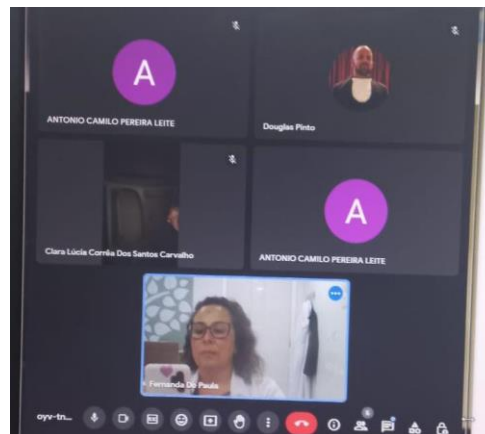 A
ANTONIO CAMILO PEREIRA LEITE
Douglas Pinto
Clara Lúcia Corrêa Dos Santos Carvalho
A
ANTONIO CAMILO PEREIRA LEITE
Fernanda De Paula
oyv-tn...